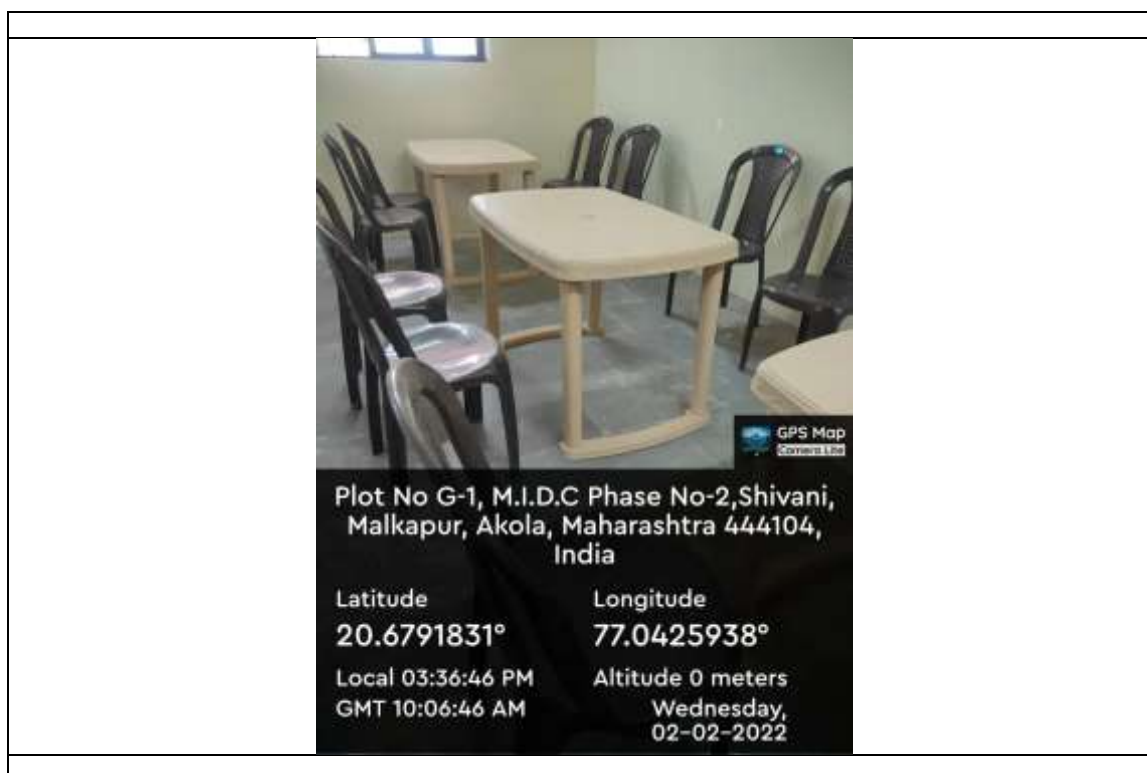 GPS Map
Camera Lite
Plot No G-1, M.I.D.C Phase No-2,Shivani,
Malkapur, Akola, Maharashtra 444104,
India
Latitude
20.6791831°
Longitude
77.0425938°
Local 03:36:46 PM
GMT 10:06:46 AM
Altitude 0 meters
Wednesday,
02-02-2022